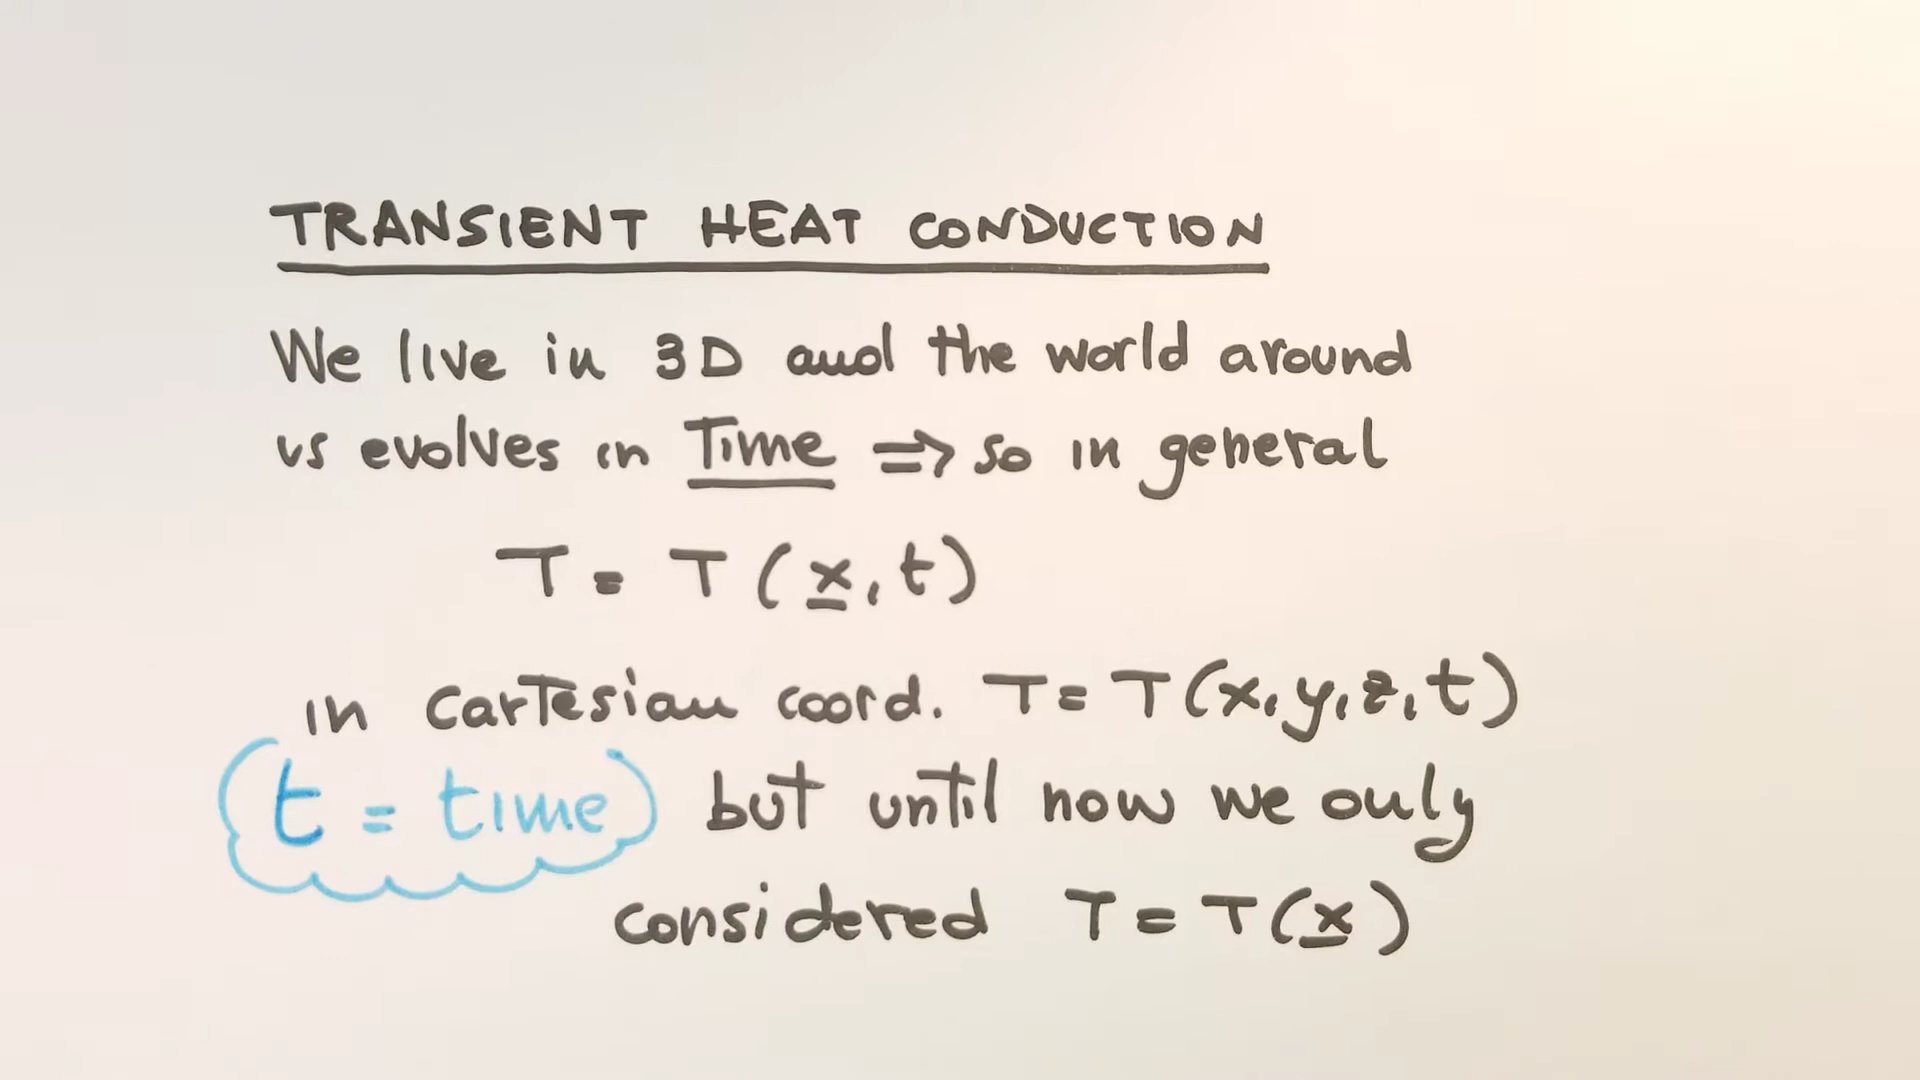 TRANSIENT HEAT CONDUCTION
We live in 3D and the world around
us evolves in Time => so in general
T = T (x, t)
in Cartesian coord. T = T (x, y, z, t)
(t = time) but until now we only
considered T = T (x)